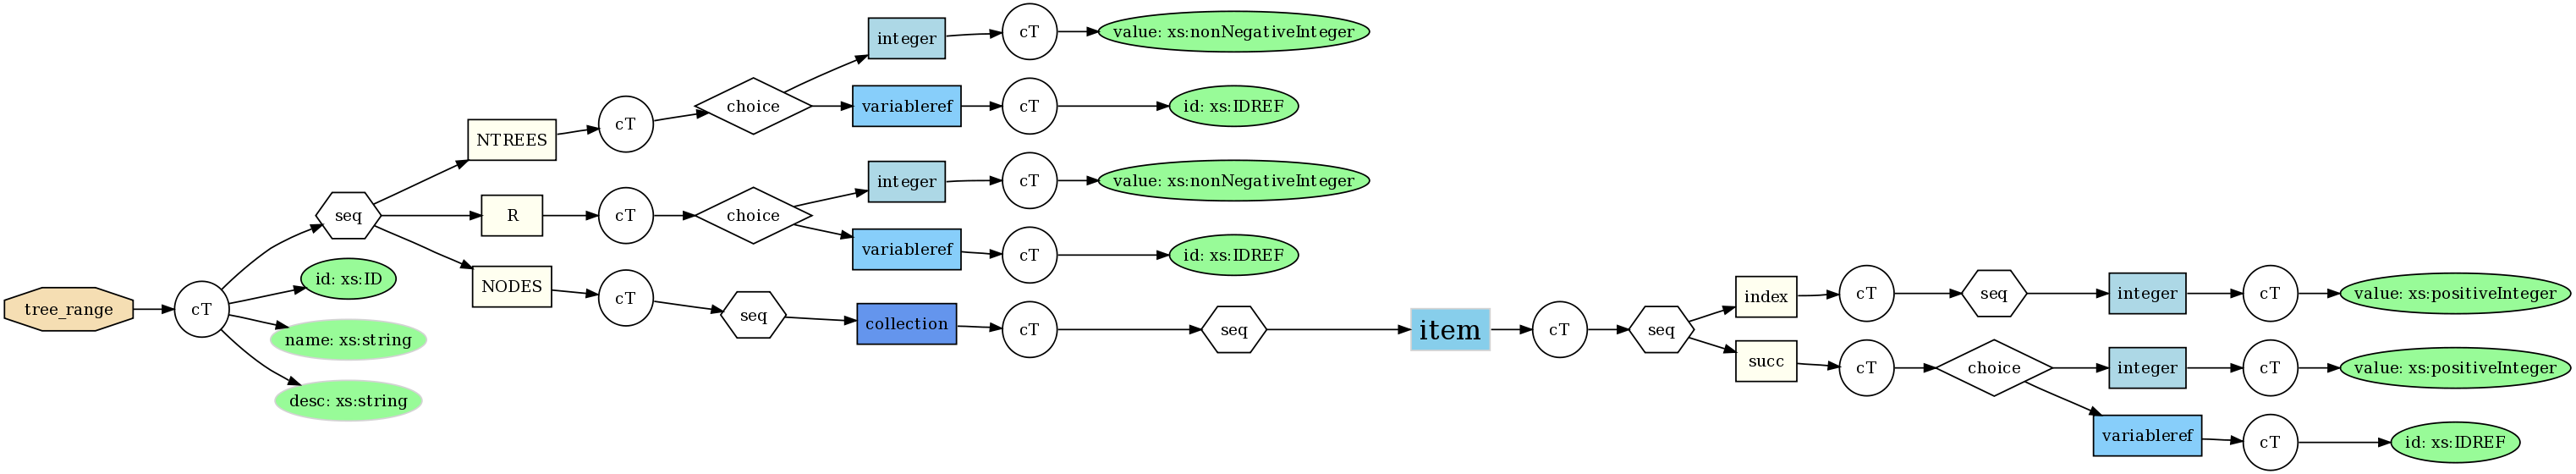 tree_range
cT
seq
id: xs:ID
name: xs:string
desc: xs:string
NTREES
cT
choice
integer
cT
value: xs:nonNegativeInteger
variableref
cT
id: xs:IDREF
R
cT
choice
integer
cT
value: xs:nonNegativeInteger
variableref
cT
id: xs:IDREF
NODES
cT
seq
collection
cT
seq
item
cT
seq
index
cT
seq
integer
cT
value: xs:positiveInteger
succ
cT
choice
integer
cT
value: xs:positiveInteger
variableref
cT
id: xs:IDREF